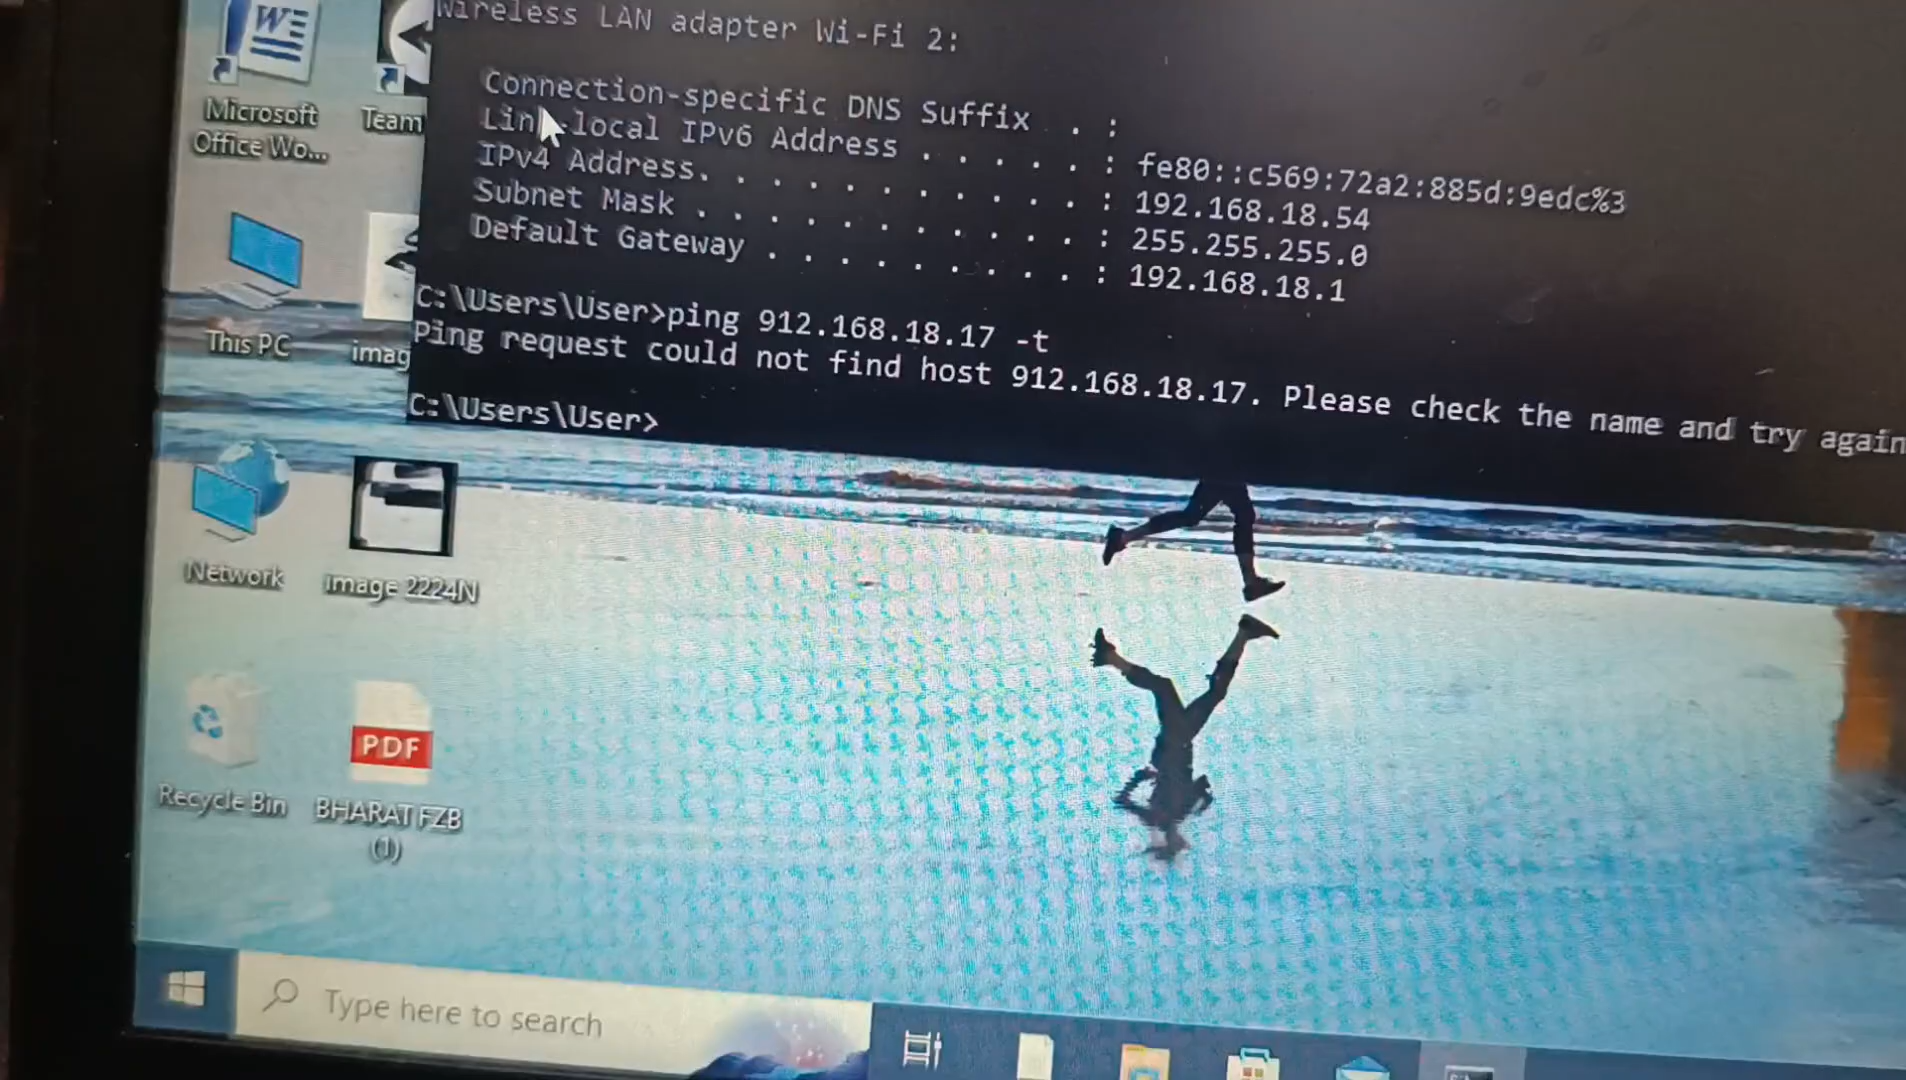 Wireless LAN adapter Wi-Fi 2:
Connection-specific DNS Suffix . :
Link-local IPv6 Address . . . . . : fe80::c569:72a2:885d:9edc%3
IPv4 Address. . . . . . . . . . . : 192.168.18.54
Subnet Mask . . . . . . . . . . . : 255.255.255.0
Default Gateway . . . . . . . . . : 192.168.18.1
C:\Users\User>ping 912.168.18.17 -t
Ping request could not find host 912.168.18.17. Please check the name and try again
C:\Users\User>
Microsoft
Office Wo...
Team
This PC
imag
Network
image 2224N
Recycle Bin
PDF
BHARAT FZB
(1)
Type here to search